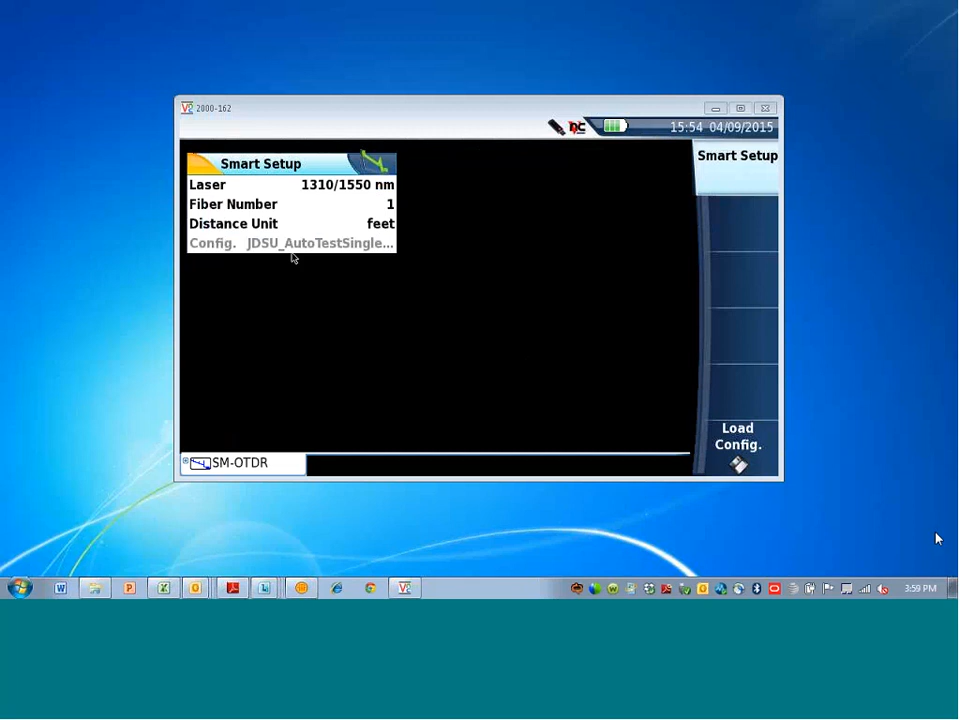 2000-162
15:54 04/09/2015
Smart Setup
Laser 1310/1550 nm
Fiber Number 1
Distance Unit feet
Config. JDSU_AutoTestSingle...
Smart Setup
Load
Config.
SM-OTDR
3:59 PM